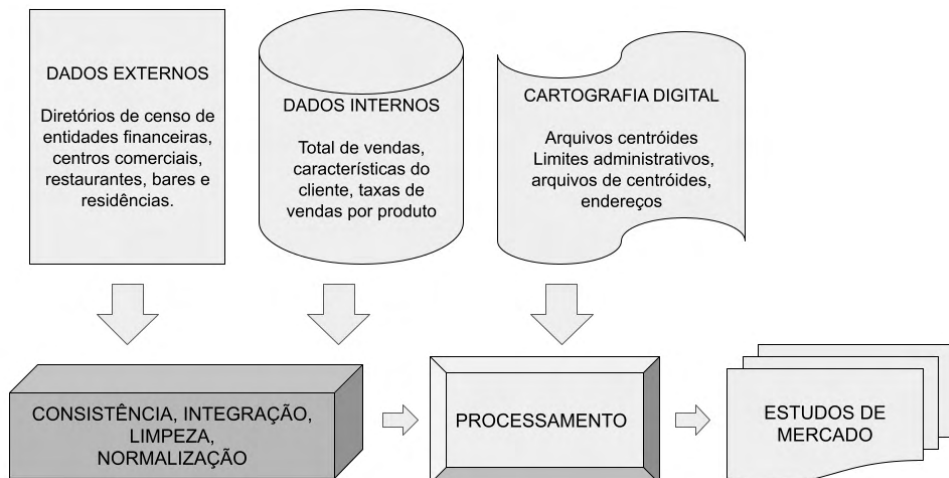 DADOS EXTERNOS
Diretórios de censo de
entidades financeiras,
centros comerciais,
restaurantes, bares e
residências.
DADOS INTERNOS
Total de vendas,
características do
cliente, taxas de
vendas por produto
CARTOGRAFIA DIGITAL
Arquivos centróides
Limites administrativos,
arquivos de centróides,
endereços
CONSISTÊNCIA, INTEGRAÇÃO,
LIMPEZA,
NORMALIZAÇÃO
PROCESSAMENTO
ESTUDOS DE
MERCADO